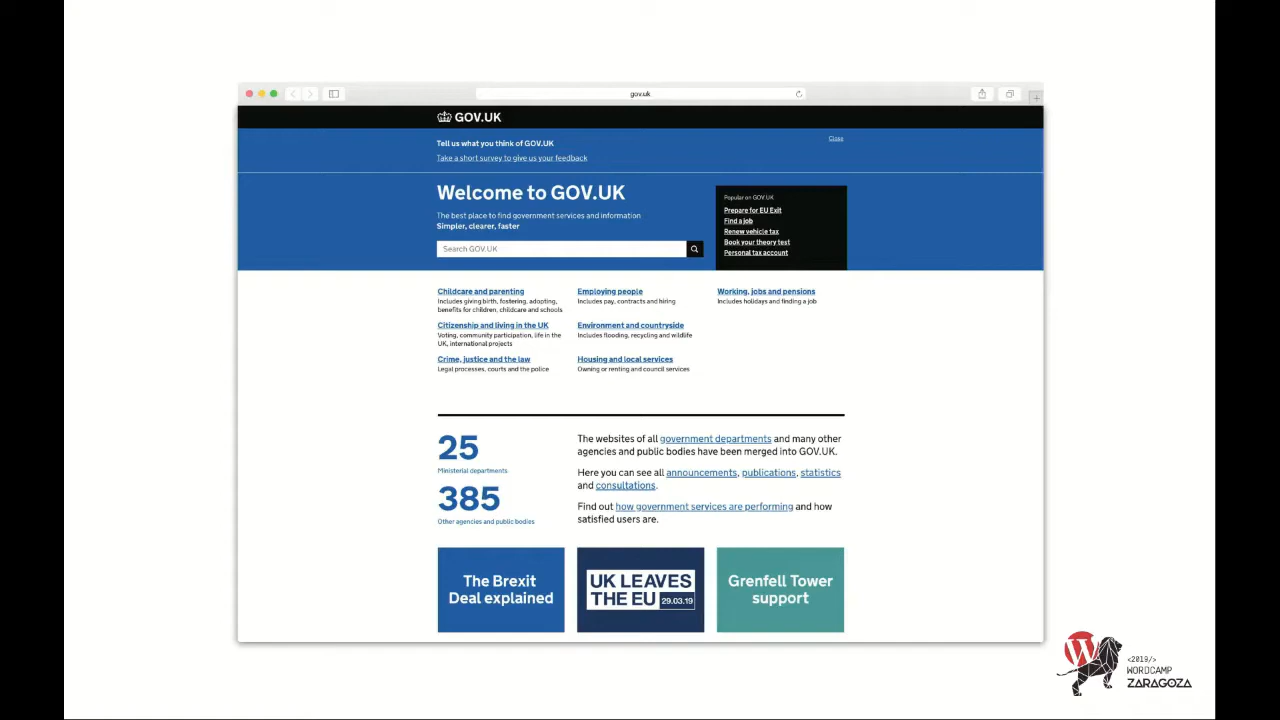 gov.uk
GOV.UK
Tell us what you think of GOV.UK
Close
Take a short survey to give us your feedback
Welcome to GOV.UK
The best place to find government services and information
Simpler, clearer, faster
Search GOV.UK
Popular on GOV.UK
Prepare for EU Exit
Find a job
Renew vehicle tax
Book your theory test
Personal tax account
Childcare and parenting
Includes giving birth, fostering, adopting,
benefits for children, childcare and schools
Employing people
Includes pay, contracts and hiring
Working, jobs and pensions
Includes holidays and finding a job
Citizenship and living in the UK
Voting, community participation, life in the
UK, international projects
Environment and countryside
Includes flooding, recycling and wildlife
Crime, justice and the law
Legal processes, courts and the police
Housing and local services
Owning or renting and council services
25
Ministerial departments
385
Other agencies and public bodies
The websites of all government departments and many other
agencies and public bodies have been merged into GOV.UK.
Here you can see all announcements, publications, statistics
and consultations.
Find out how government services are performing and how
satisfied users are.
The Brexit
Deal explained
UK LEAVES
THE EU 29.03.19
Grenfell Tower
support
<2019/>
WORDCAMP
ZARAGOZA